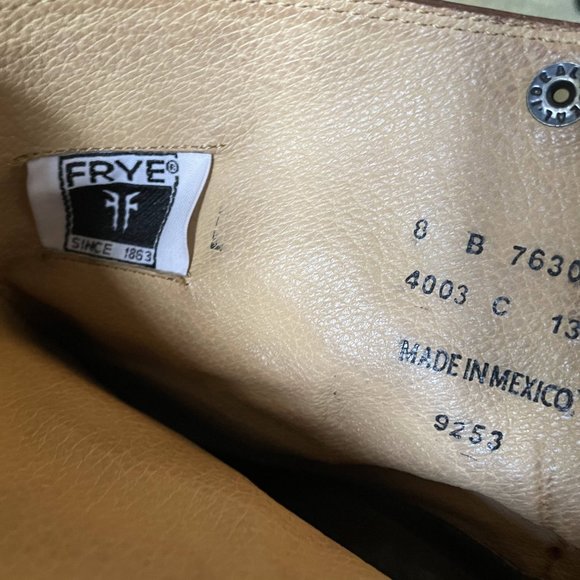 FRYE®
SINCE 1863
8 B 7630
4003 C 13
MADE IN MEXICO
9253